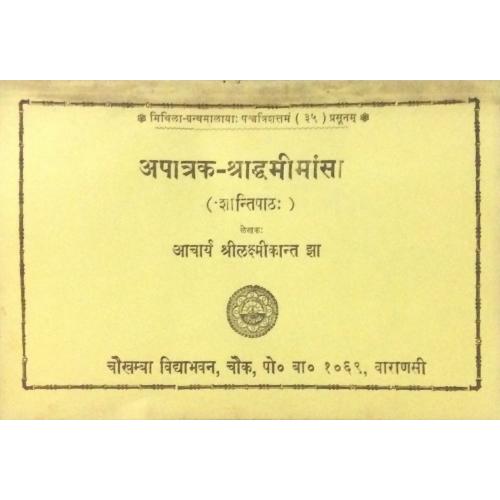 ❋ मिथिला-ग्रन्थमालायाः पञ्चत्रिंशत्तमं ( ३५ ) प्रसूनम् ❋
अपात्रक-श्राद्धमीमांसा
( शान्तिपाठः )
लेखकः
आचार्य श्रीलक्ष्मीकान्त झा
चौखम्बा विद्याभवन, चौक, पो० बा० १०६९, वाराणसी